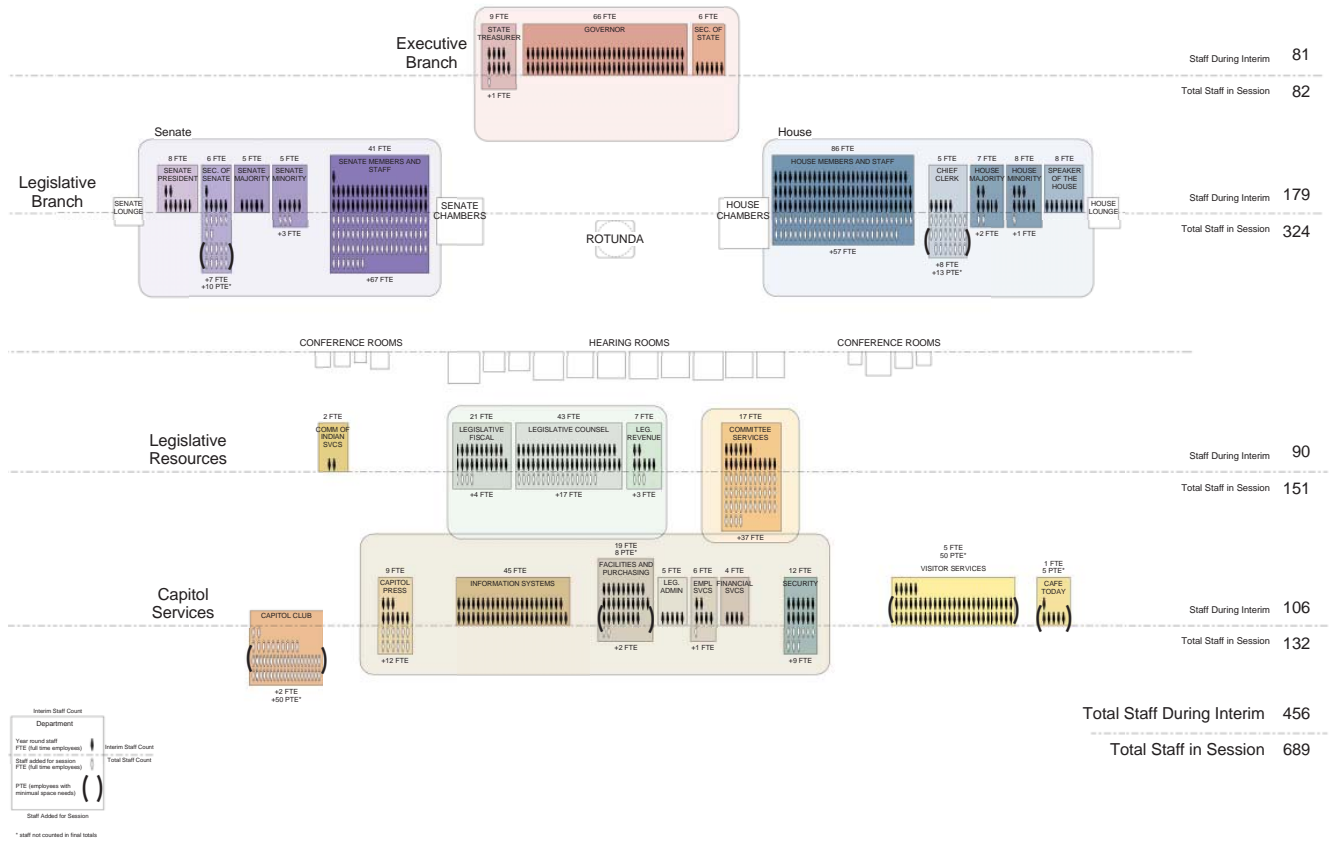 9 FTE
66 FTE
6 FTE
Executive
Branch
STATE
TREASURER
GOVERNOR
SEC. OF
STATE
+1 FTE
Staff During Interim 81
Total Staff in Session 82
Legislative
Branch
Senate
8 FTE
6 FTE
5 FTE
5 FTE
41 FTE
SENATE
PRESIDENT
SEC. OF
SENATE
SENATE
MAJORITY
SENATE
MINORITY
SENATE MEMBERS AND
STAFF
SENATE
LOUNGE
SENATE
CHAMBERS
+3 FTE
+7 FTE
+10 PTE*
+67 FTE
ROTUNDA
House
86 FTE
5 FTE
7 FTE
8 FTE
8 FTE
HOUSE MEMBERS AND STAFF
CHIEF
CLERK
HOUSE
MAJORITY
HOUSE
MINORITY
SPEAKER
OF THE
HOUSE
HOUSE
CHAMBERS
HOUSE
LOUNGE
+2 FTE
+1 FTE
+57 FTE
+8 FTE
+13 PTE*
Staff During Interim 179
Total Staff in Session 324
CONFERENCE ROOMS
HEARING ROOMS
CONFERENCE ROOMS
Legislative
Resources
2 FTE
21 FTE
43 FTE
7 FTE
17 FTE
COMM OF
INDIAN
SVCS
LEGISLATIVE
FISCAL
LEGISLATIVE COUNSEL
LEG.
REVENUE
COMMITTEE
SERVICES
+4 FTE
+17 FTE
+3 FTE
+37 FTE
Staff During Interim 90
Total Staff in Session 151
Capitol
Services
9 FTE
45 FTE
19 FTE
8 PTE*
5 FTE
6 FTE
4 FTE
12 FTE
5 FTE
50 PTE*
1 FTE
5 PTE*
CAPITOL CLUB
CAPITOL
PRESS
INFORMATION SYSTEMS
FACILITIES AND
PURCHASING
LEG.
ADMIN
EMPL
SVCS
FINANCIAL
SVCS
SECURITY
VISITOR SERVICES
CAFE
TODAY
+12 FTE
+2 FTE
+1 FTE
+9 FTE
+2 FTE
+50 PTE*
Staff During Interim 106
Total Staff in Session 132
Total Staff During Interim 456
Total Staff in Session 689
Interim Staff Count
Department
Year round staff
FTE (full time employees)
Interim Staff Count
Total Staff Count
Staff added for session
FTE (full time employees)
PTE (employees with
minimual space needs)
Staff Added for Session
* staff not counted in final totals